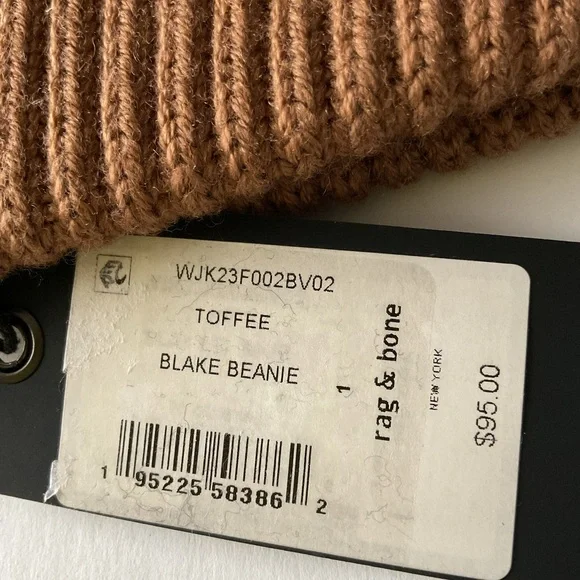 WJK23F002BV02
TOFFEE
BLAKE BEANIE
1
rag & bone
NEW YORK
$95.00
1 95225 58386 2